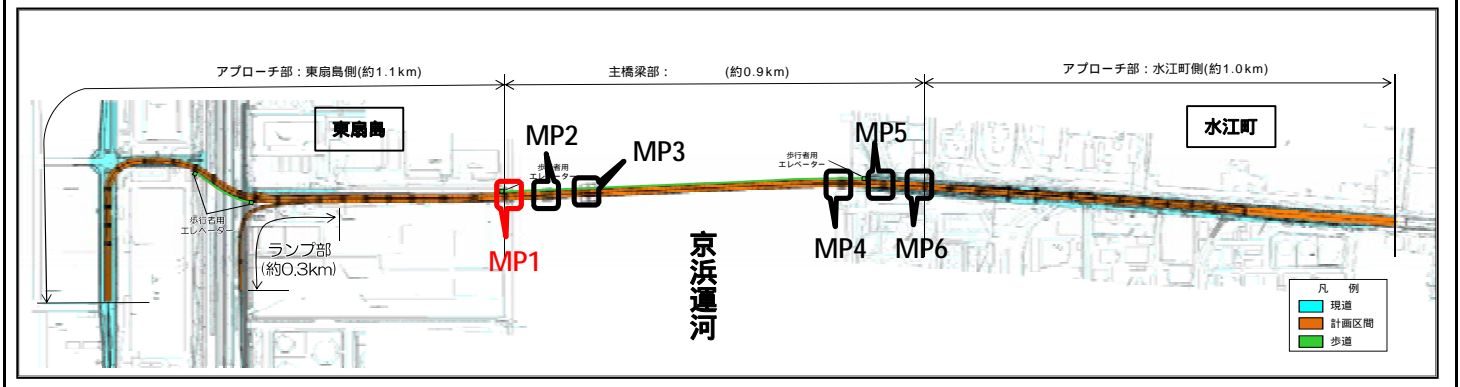 アプローチ部：東扇島側(約1.1km)
主橋梁部： (約0.9km)
アプローチ部：水江町側(約1.0km)
東扇島
水江町
MP2
MP3
MP5
歩行者用
エレベーター
歩行者用
エレベーター
歩行者用
エレベーター
ランプ部
(約0.3km)
MP1
MP4
MP6
京浜運河
凡 例
現道
計画区間
歩道